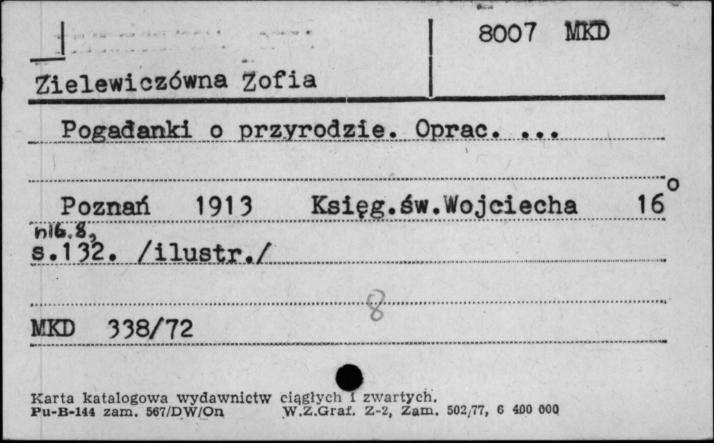 8007 MKD
Zielewiczówna Zofia
Pogadanki o przyrodzie. Oprac. ...
Poznań 1913 Księg.św.Wojciecha 16°
nlb.8,
s.132. /ilustr./
8
MKD 338/72
Karta katalogowa wydawnictw ciągłych i zwartych.
Pu-B-144 zam. 567/DW/On W.Z.Graf. Z-2, Zam. 502/77, 6 400 000